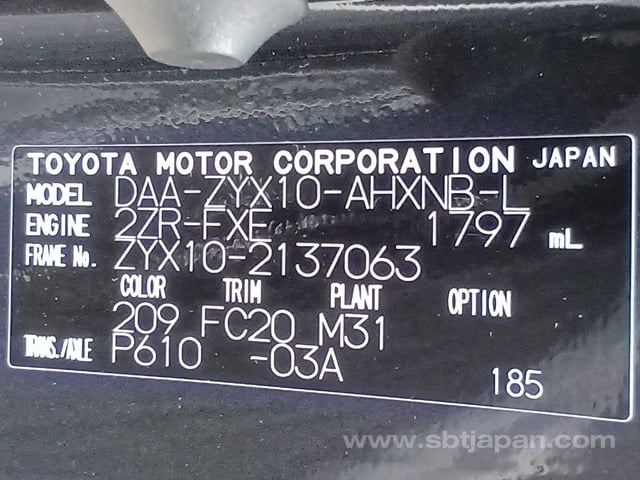 TOYOTA MOTOR CORPORATION JAPAN
MODEL DAA-ZYX10-AHXNB-L
ENGINE 2ZR-FXE 1797 mL
FRAME No. ZYX10-2137063
COLOR TRIM PLANT OPTION
209 FC20 M31
TRANS./AXLE P610 -03A
185
www.sbtjapan.com